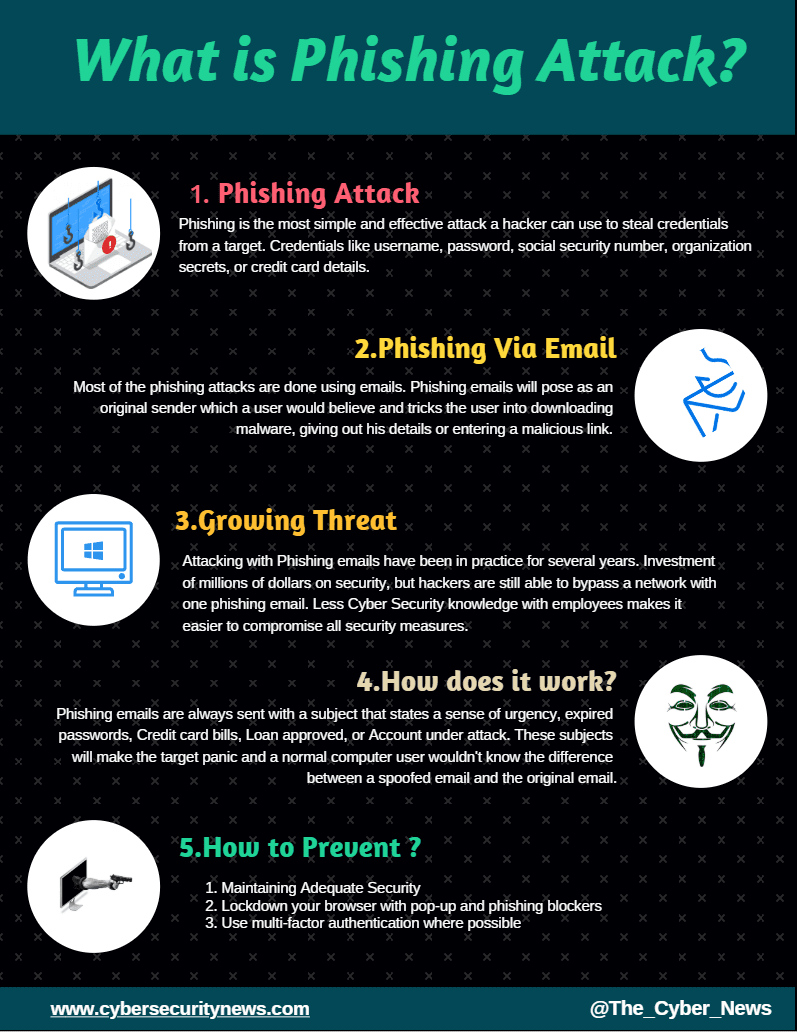 What is Phishing Attack?
1. Phishing Attack
Phishing is the most simple and effective attack a hacker can use to steal credentials
from a target. Credentials like username, password, social security number, organization
secrets, or credit card details.
2.Phishing Via Email
Most of the phishing attacks are done using emails. Phishing emails will pose as an
original sender which a user would believe and tricks the user into downloading
malware, giving out his details or entering a malicious link.
3.Growing Threat
Attacking with Phishing emails have been in practice for several years. Investment
of millions of dollars on security, but hackers are still able to bypass a network with
one phishing email. Less Cyber Security knowledge with employees makes it
easier to compromise all security measures.
4.How does it work?
Phishing emails are always sent with a subject that states a sense of urgency, expired
passwords, Credit card bills, Loan approved, or Account under attack. These subjects
will make the target panic and a normal computer user wouldn't know the difference
between a spoofed email and the original email.
5.How to Prevent ?
1. Maintaining Adequate Security
2. Lockdown your browser with pop-up and phishing blockers
3. Use multi-factor authentication where possible
www.cybersecuritynews.com
@The_Cyber_News